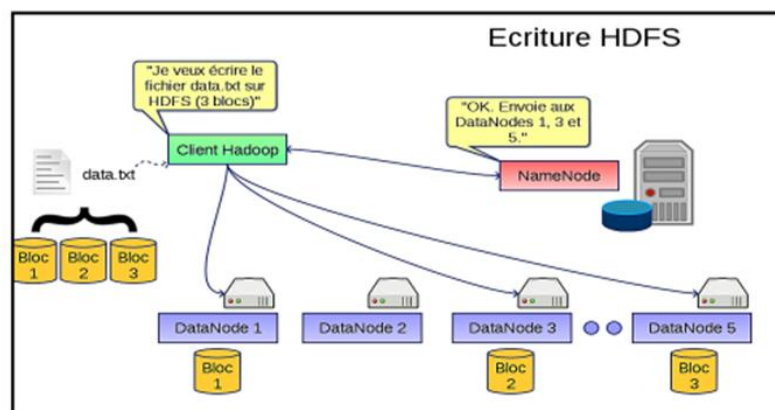 Ecriture HDFS
"Je veux écrire le
fichier data.txt sur
HDFS (3 blocs)"
"OK. Envoie aux
DataNodes 1, 3 et
5."
Client Hadoop
data.txt
NameNode
Bloc
1
Bloc
2
Bloc
3
DataNode 1
DataNode 2
DataNode 3
DataNode 5
Bloc
1
Bloc
2
Bloc
3